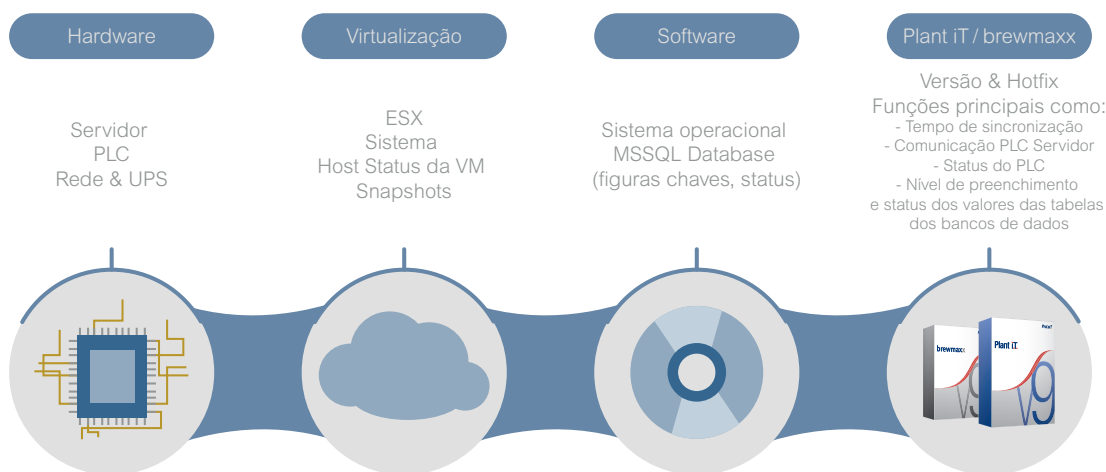 Hardware
Servidor
PLC
Rede & UPS
Virtualização
ESX
Sistema
Host Status da VM
Snapshots
Software
Sistema operacional
MSSQL Database
(figuras chaves, status)
Plant iT / brewmaxx
Versão & Hotfix
Funções principais como:
- Tempo de sincronização
- Comunicação PLC Servidor
- Status do PLC
- Nível de preenchimento
e status dos valores das tabelas
dos bancos de dados
brewmaxx
v9
Plant iT
v9